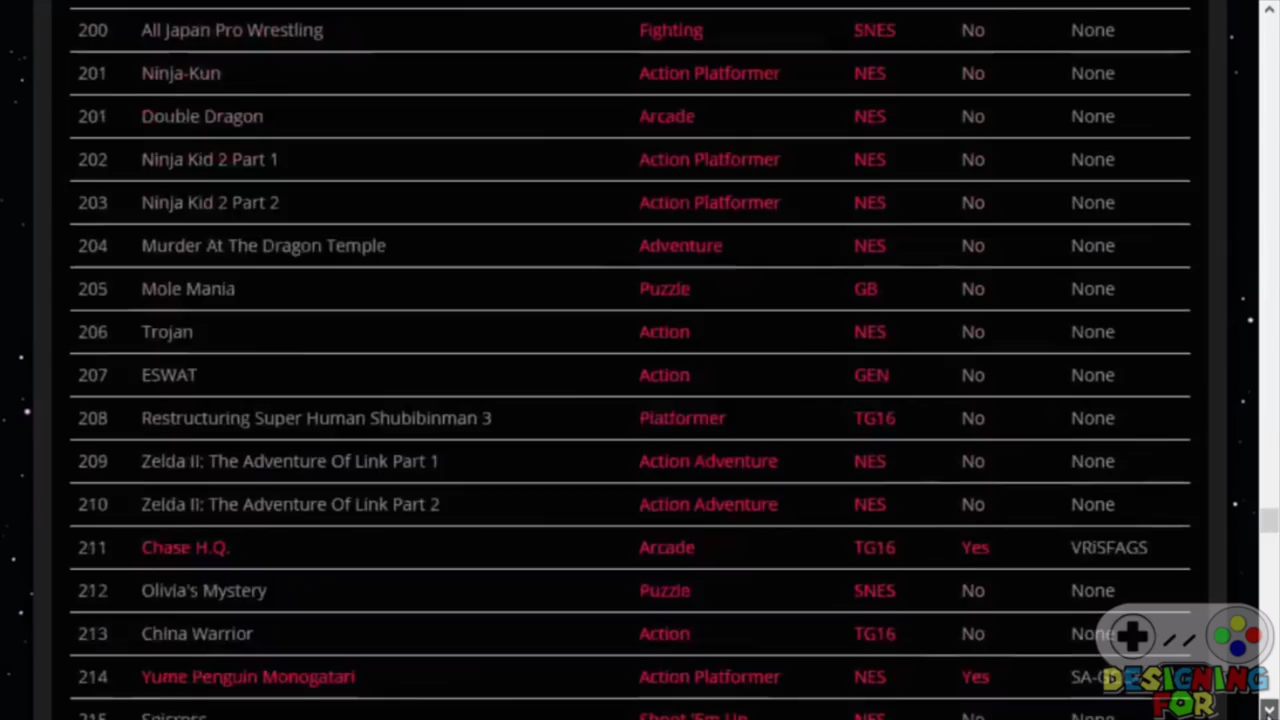 200 All Japan Pro Wrestling Fighting SNES No None
201 Ninja-Kun Action Platformer NES No None
201 Double Dragon Arcade NES No None
202 Ninja Kid 2 Part 1 Action Platformer NES No None
203 Ninja Kid 2 Part 2 Action Platformer NES No None
204 Murder At The Dragon Temple Adventure NES No None
205 Mole Mania Puzzle GB No None
206 Trojan Action NES No None
207 ESWAT Action GEN No None
208 Restructuring Super Human Shubibinman 3 Platformer TG16 No None
209 Zelda II: The Adventure Of Link Part 1 Action Adventure NES No None
210 Zelda II: The Adventure Of Link Part 2 Action Adventure NES No None
211 Chase H.Q. Arcade TG16 Yes VRiSFAGS
212 Olivia's Mystery Puzzle SNES No None
213 China Warrior Action TG16 No None
214 Yume Penguin Monogatari Action Platformer NES Yes
DESIGNING
FOR